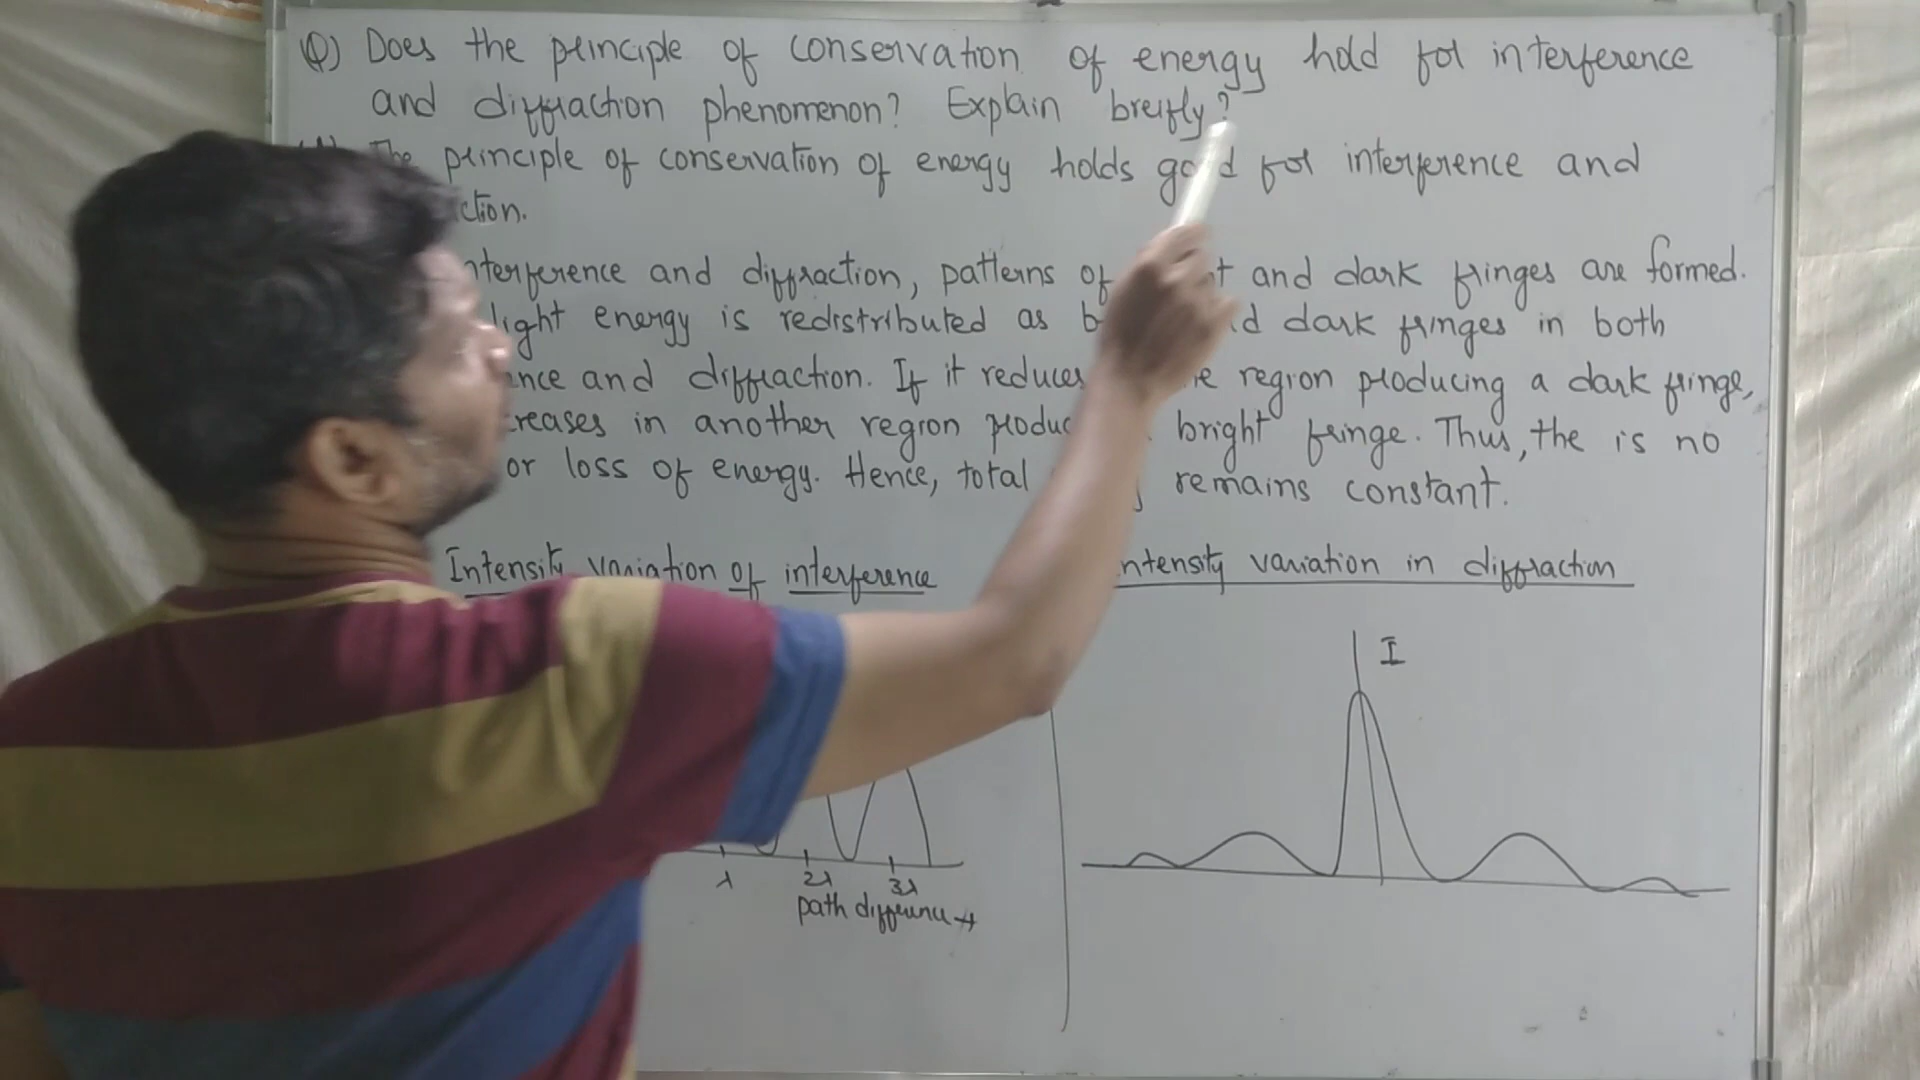 Q) Does the principle of conservation of energy hold for interference
and diffraction phenomenon? Explain breifly?
The principle of conservation of energy holds good for interference and
ction.
nterference and diffraction, patterns of and dark fringes are formed.
light energy is redistributed as dark fringes in both
nce and diffraction. If it reduces region producing a dark fringe,
creases in another region produc bright fringe. Thus, the is no
or loss of energy. Hence, total remains constant.
Intensity variation of interference
ntensity variation in diffraction
I
λ 2λ 3λ
path difference →